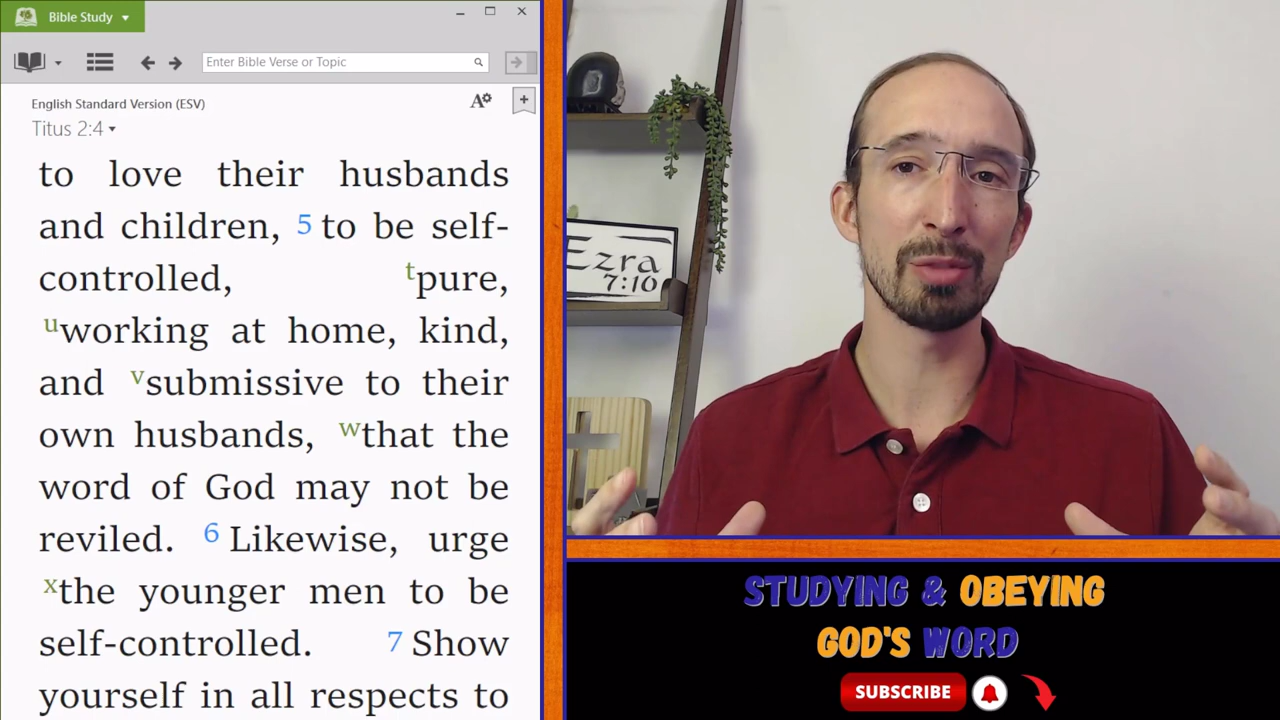 Bible Study
Enter Bible Verse or Topic
English Standard Version (ESV)
A
Titus 2:4
to love their husbands
and children, 5 to be self-
controlled, tpure,
uworking at home, kind,
and vsubmissive to their
own husbands, wthat the
word of God may not be
reviled. 6 Likewise, urge
xthe younger men to be
self-controlled. 7 Show
yourself in all respects to
Ezra
7:10
STUDYING & OBEYING
GOD'S WORD
SUBSCRIBE